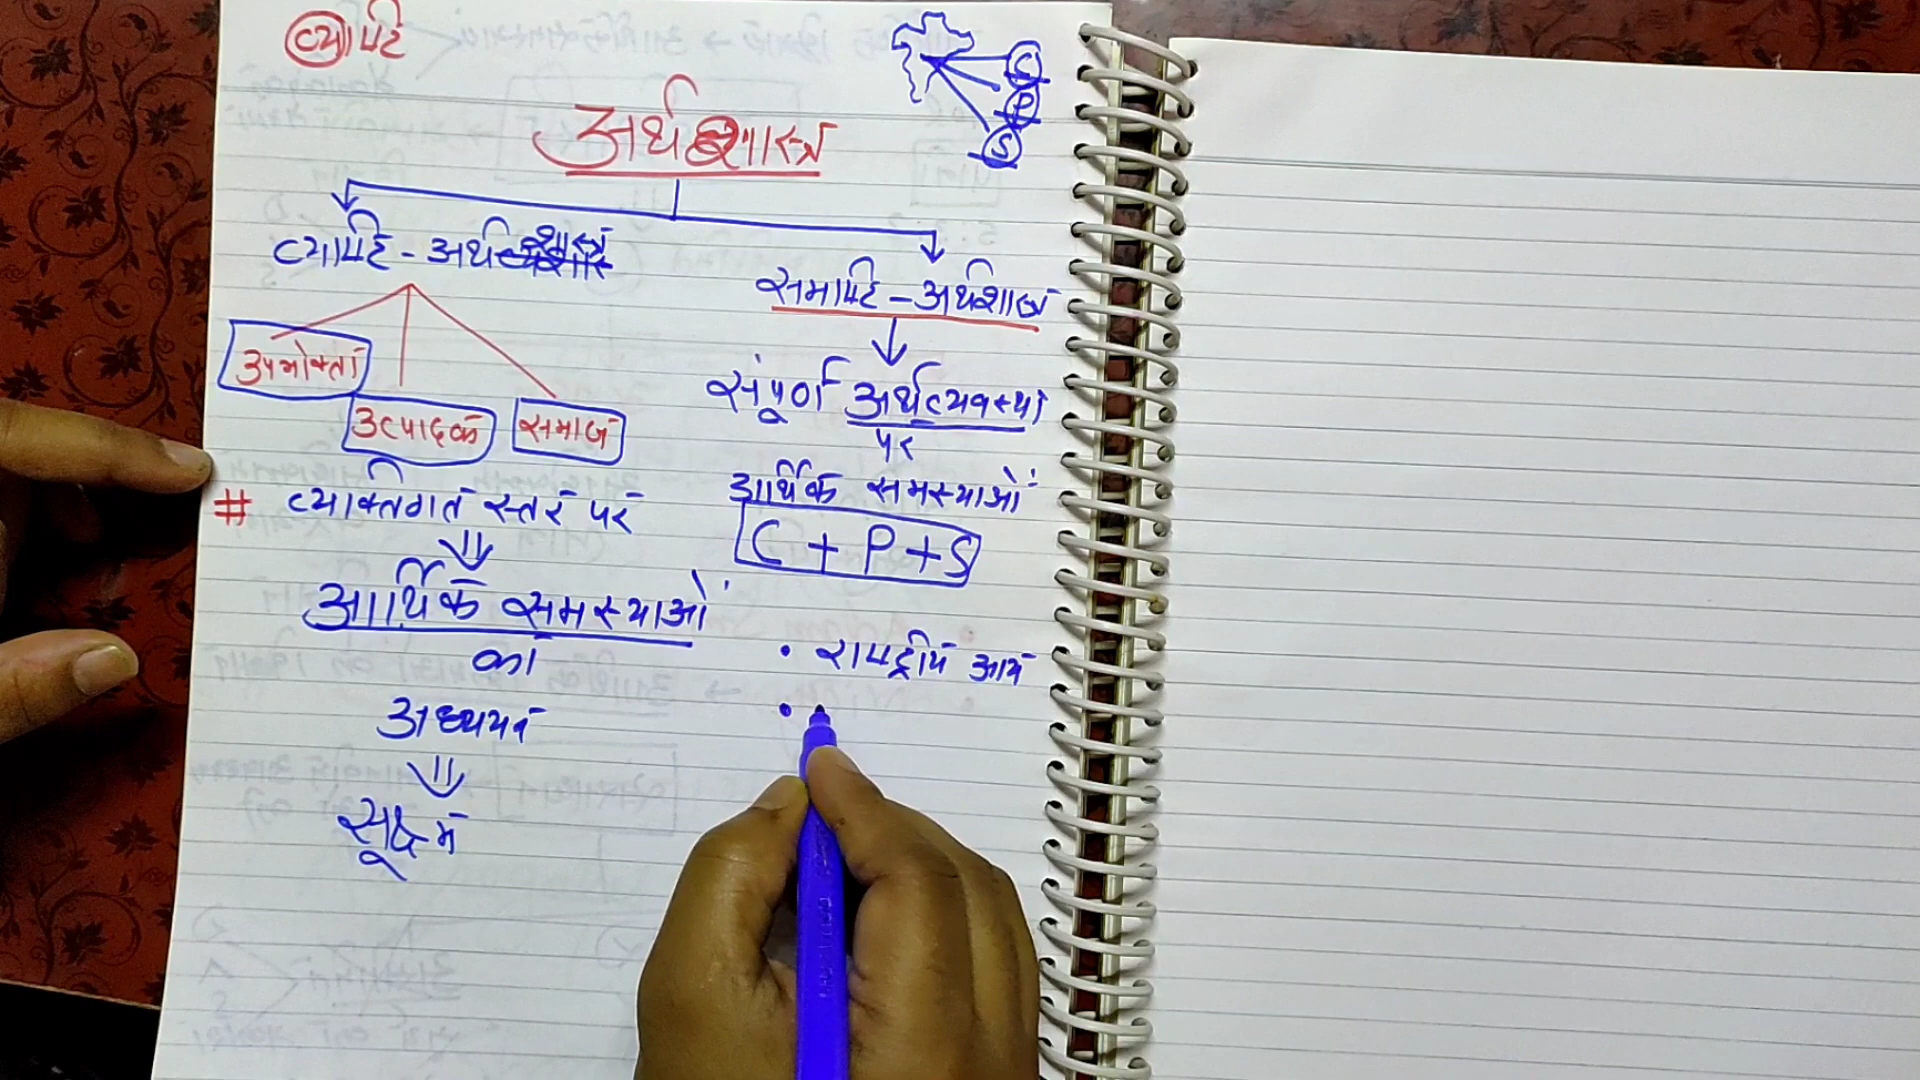 व्यष्टि
C
P
S
अर्थशास्त्र
व्यष्टि - अर्थशास्त्र
समष्टि - अर्थशास्त्र
उपभोक्ता
उत्पादक
समाज
# व्यक्तिगत स्तर पर
आर्थिक समस्याओं
का
अध्ययन
सूक्ष्म
संपूर्ण अर्थव्यवस्था
पर
आर्थिक समस्याओं
C + P + S
• राष्ट्रीय आय
•